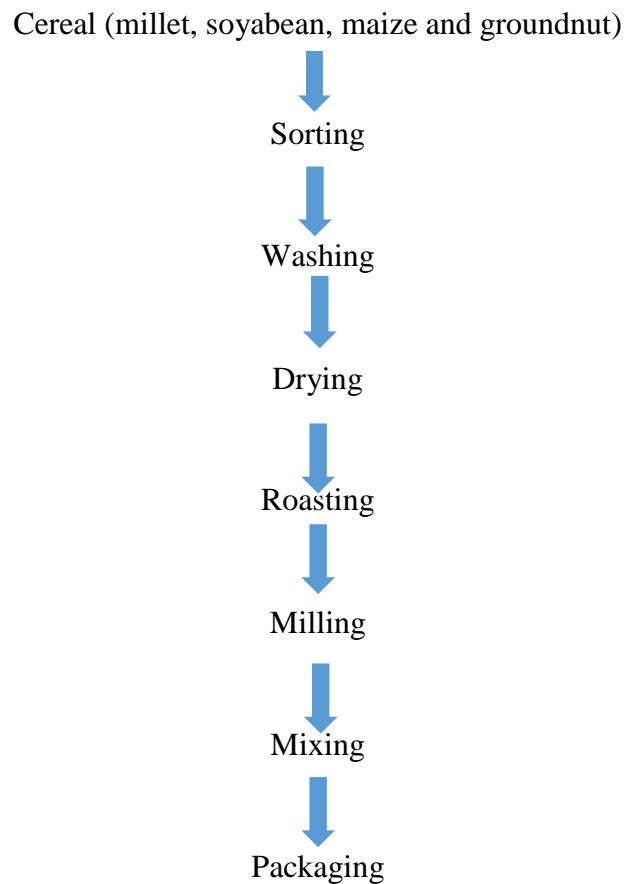 Cereal (millet, soyabean, maize and groundnut)
Sorting
Washing
Drying
Roasting
Milling
Mixing
Packaging